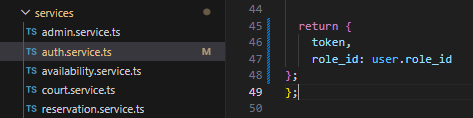 services
TS admin.service.ts
TS auth.service.ts M
TS availability.service.ts
TS court.service.ts
TS reservation.service.ts
44
45 return {
46 token,
47 role_id: user.role_id
48 };
49 };
50